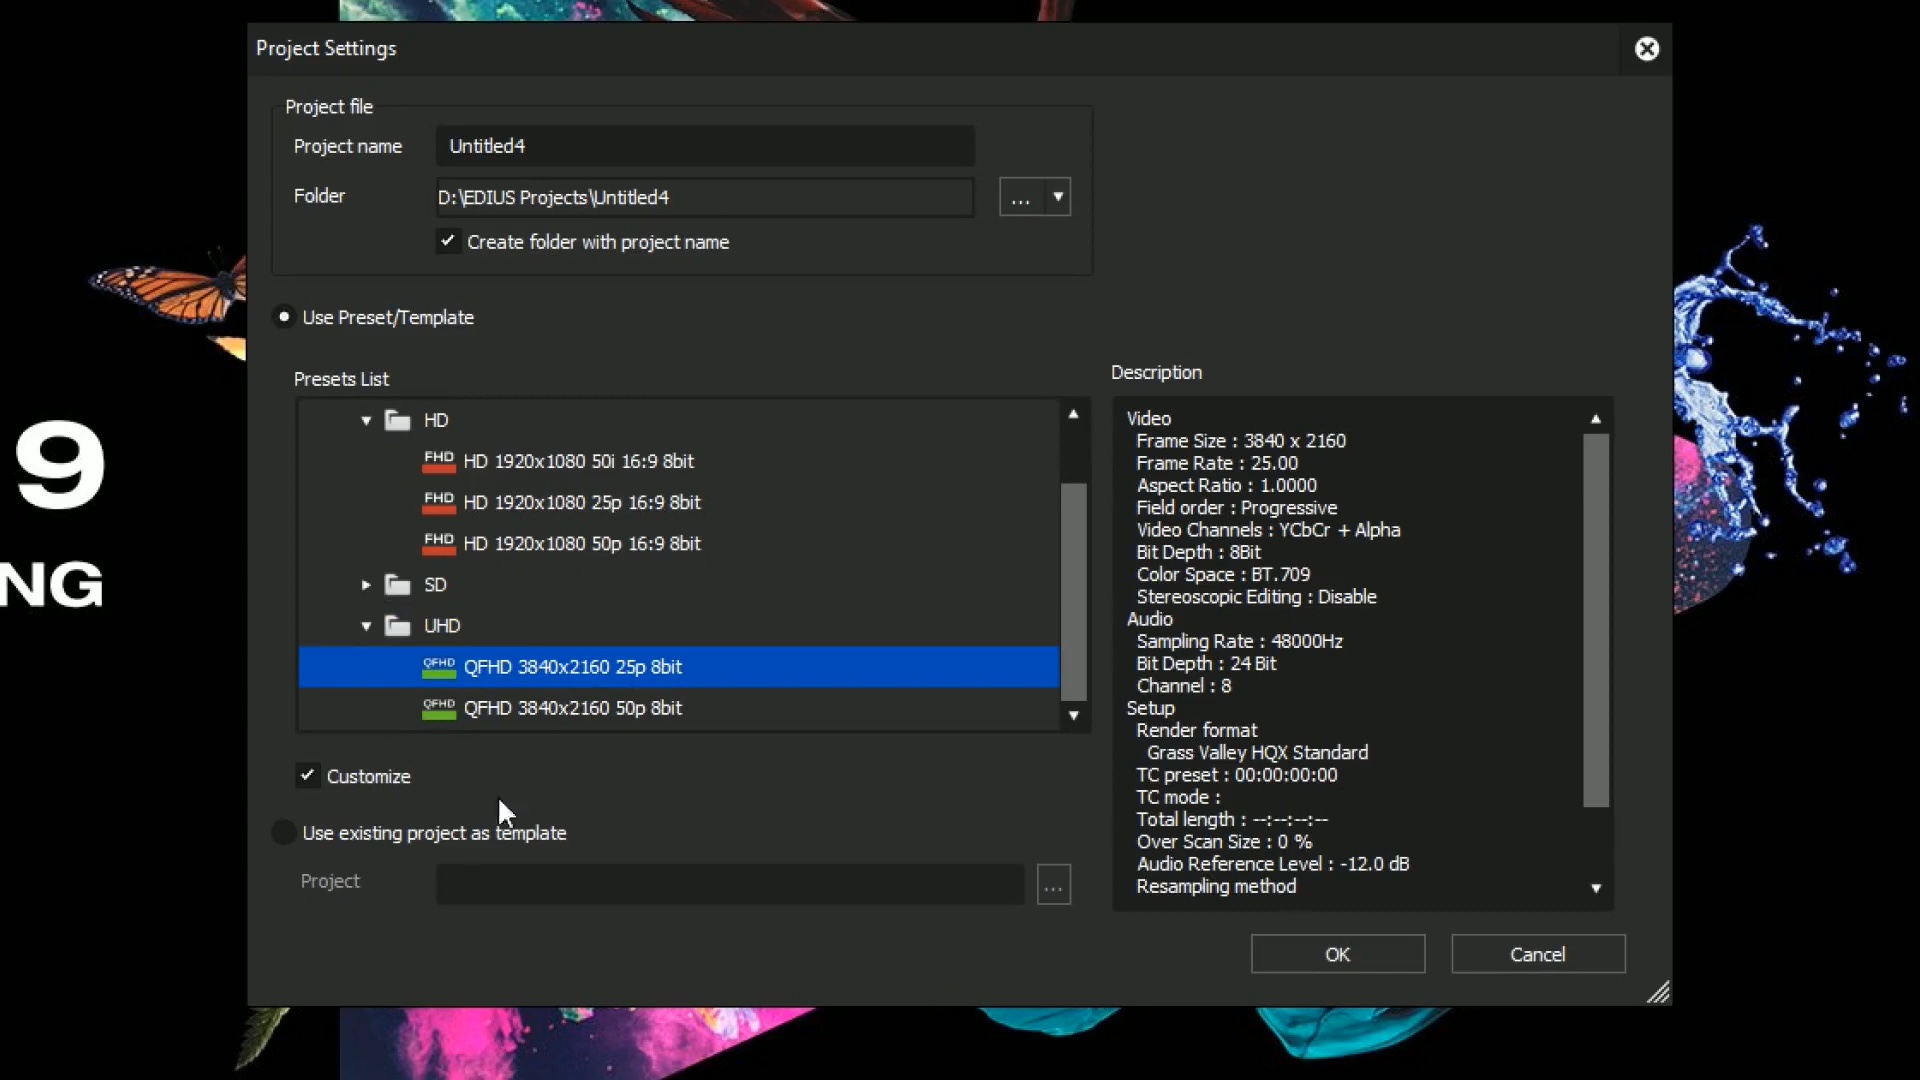 Project Settings
Project file
Project name
Untitled4
Folder
D:\EDIUS Projects\Untitled4
...
Create folder with project name
Use Preset/Template
Presets List
HD
FHD HD 1920x1080 50i 16:9 8bit
FHD HD 1920x1080 25p 16:9 8bit
FHD HD 1920x1080 50p 16:9 8bit
SD
UHD
QFHD QFHD 3840x2160 25p 8bit
QFHD QFHD 3840x2160 50p 8bit
Customize
Use existing project as template
Project
...
Description
Video
Frame Size : 3840 x 2160
Frame Rate : 25.00
Aspect Ratio : 1.0000
Field order : Progressive
Video Channels : YCbCr + Alpha
Bit Depth : 8Bit
Color Space : BT.709
Stereoscopic Editing : Disable
Audio
Sampling Rate : 48000Hz
Bit Depth : 24 Bit
Channel : 8
Setup
Render format
Grass Valley HQX Standard
TC preset : 00:00:00:00
TC mode :
Total length : --:--:--:--
Over Scan Size : 0 %
Audio Reference Level : -12.0 dB
Resampling method
OK
Cancel
9
NG